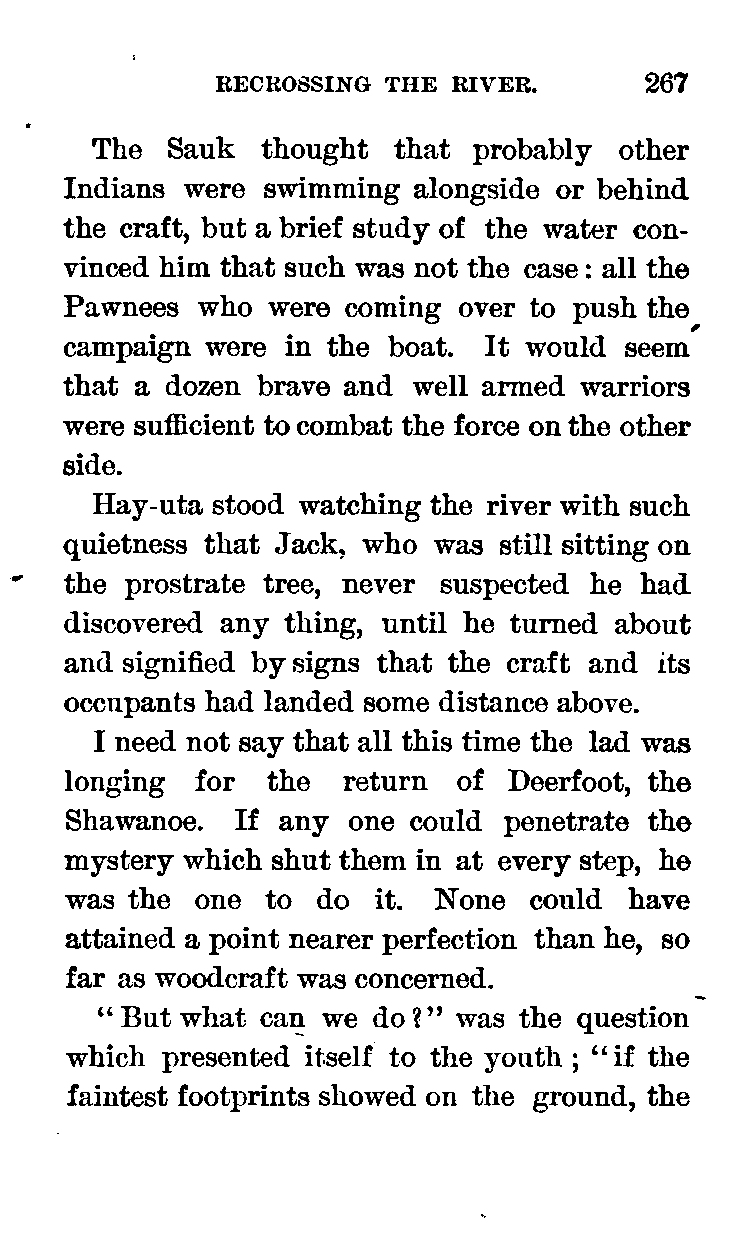 RECROSSING THE RIVER. 267
The Sauk thought that probably other
Indians were swimming alongside or behind
the craft, but a brief study of the water con-
vinced him that such was not the case: all the
Pawnees who were coming over to push the
campaign were in the boat. It would seem
that a dozen brave and well armed warriors
were sufficient to combat the force on the other
side.
Hay-uta stood watching the river with such
quietness that Jack, who was still sitting on
the prostrate tree, never suspected he had
discovered any thing, until he turned about
and signified by signs that the craft and its
occupants had landed some distance above.
I need not say that all this time the lad was
longing for the return of Deerfoot, the
Shawanoe. If any one could penetrate the
mystery which shut them in at every step, he
was the one to do it. None could have
attained a point nearer perfection than he, so
far as woodcraft was concerned.
"But what can we do?" was the question
which presented itself to the youth; "if the
faintest footprints showed on the ground, the